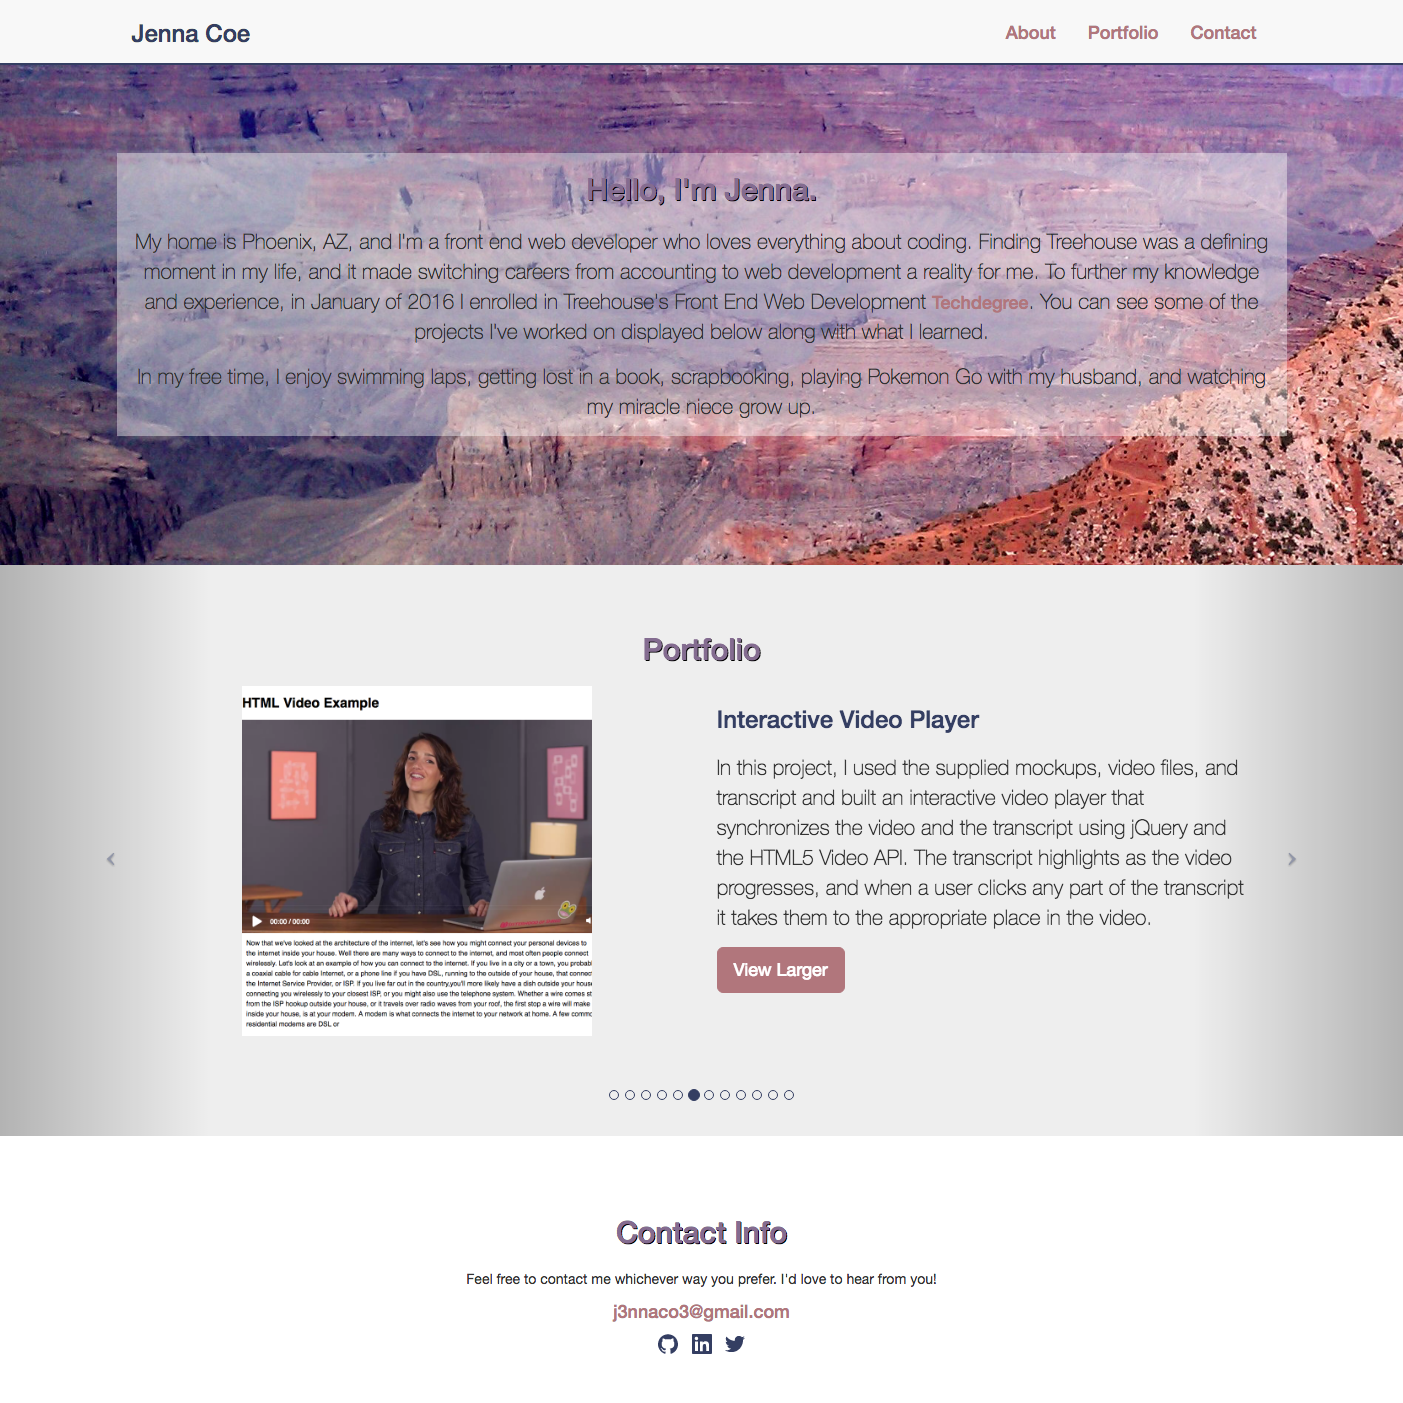 Jenna Coe
About Portfolio Contact
Hello, I'm Jenna.
My home is Phoenix, AZ, and I'm a front end web developer who loves everything about coding. Finding Treehouse was a defining
moment in my life, and it made switching careers from accounting to web development a reality for me. To further my knowledge
and experience, in January of 2016 I enrolled in Treehouse's Front End Web Development Techdegree. You can see some of the
projects I've worked on displayed below along with what I learned.
In my free time, I enjoy swimming laps, getting lost in a book, scrapbooking, playing Pokemon Go with my husband, and watching
my miracle niece grow up.
Portfolio
HTML Video Example
00:00 / 00:00
Now that we've looked at the architecture of the internet, let's see how you might connect your personal devices to
the internet inside your house. Well there are many ways to connect to the internet, and most often people connect
wirelessly. Let's look at an example of how you can connect to the internet. If you live in a city or a town, you probabl
a coaxial cable for cable Internet, or a phone line if you have DSL, running to the outside of your house, that connec
the Internet Service Provider, or ISP. If you live far out in the country,you'll more likely have a dish outside your hous
connecting you wirelessly to your closest ISP, or you might also use the telephone system. Whether a wire comes st
from the ISP hookup outside your house, or it travels over radio waves from your roof, the first stop a wire will make
inside your house, is at your modem. A modem is what connects the internet to your network at home. A few commo
residential modems are DSL or
Interactive Video Player
In this project, I used the supplied mockups, video files, and
transcript and built an interactive video player that
synchronizes the video and the transcript using jQuery and
the HTML5 Video API. The transcript highlights as the video
progresses, and when a user clicks any part of the transcript
it takes them to the appropriate place in the video.
View Larger
Contact Info
Feel free to contact me whichever way you prefer. I'd love to hear from you!
j3nnaco3@gmail.com